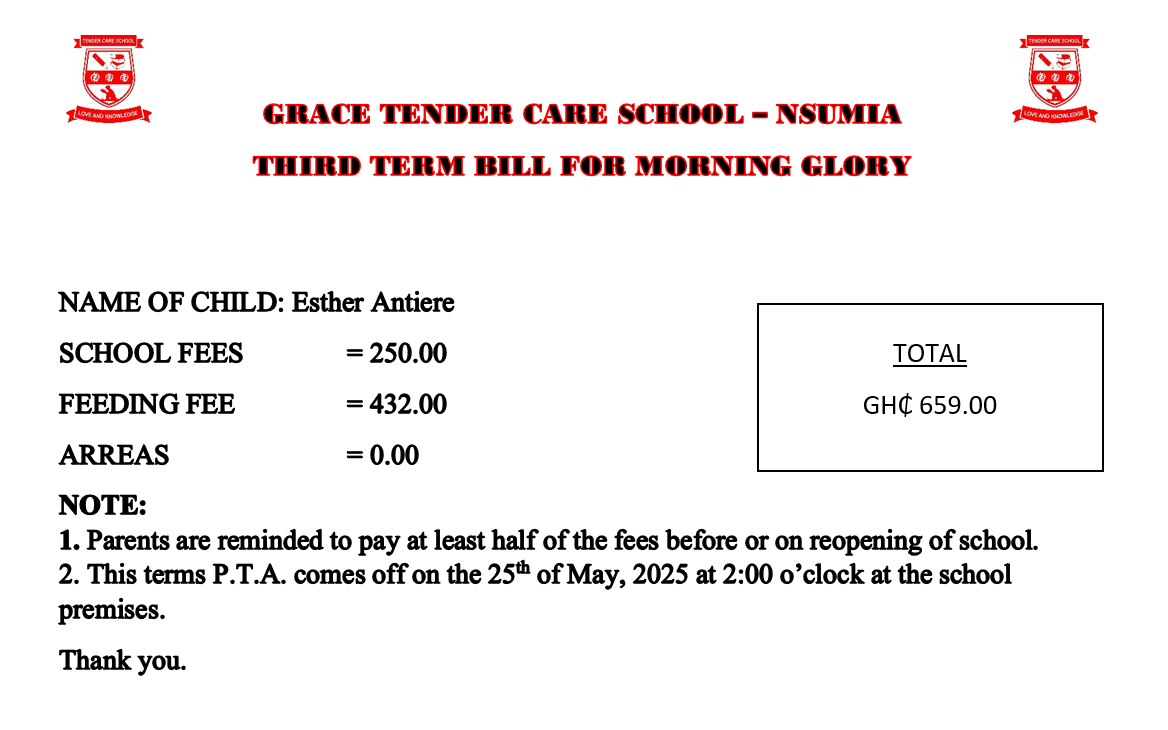 TENDER CARE SCHOOL
LOVE AND KNOWLEDGE
TENDER CARE SCHOOL
LOVE AND KNOWLEDGE
GRACE TENDER CARE SCHOOL – NSUMIA
THIRD TERM BILL FOR MORNING GLORY
NAME OF CHILD: Esther Antiere
SCHOOL FEES = 250.00
FEEDING FEE = 432.00
ARREAS = 0.00
TOTAL
GH₵ 659.00
NOTE:
1. Parents are reminded to pay at least half of the fees before or on reopening of school.
2. This terms P.T.A. comes off on the 25th of May, 2025 at 2:00 o’clock at the school
premises.
Thank you.